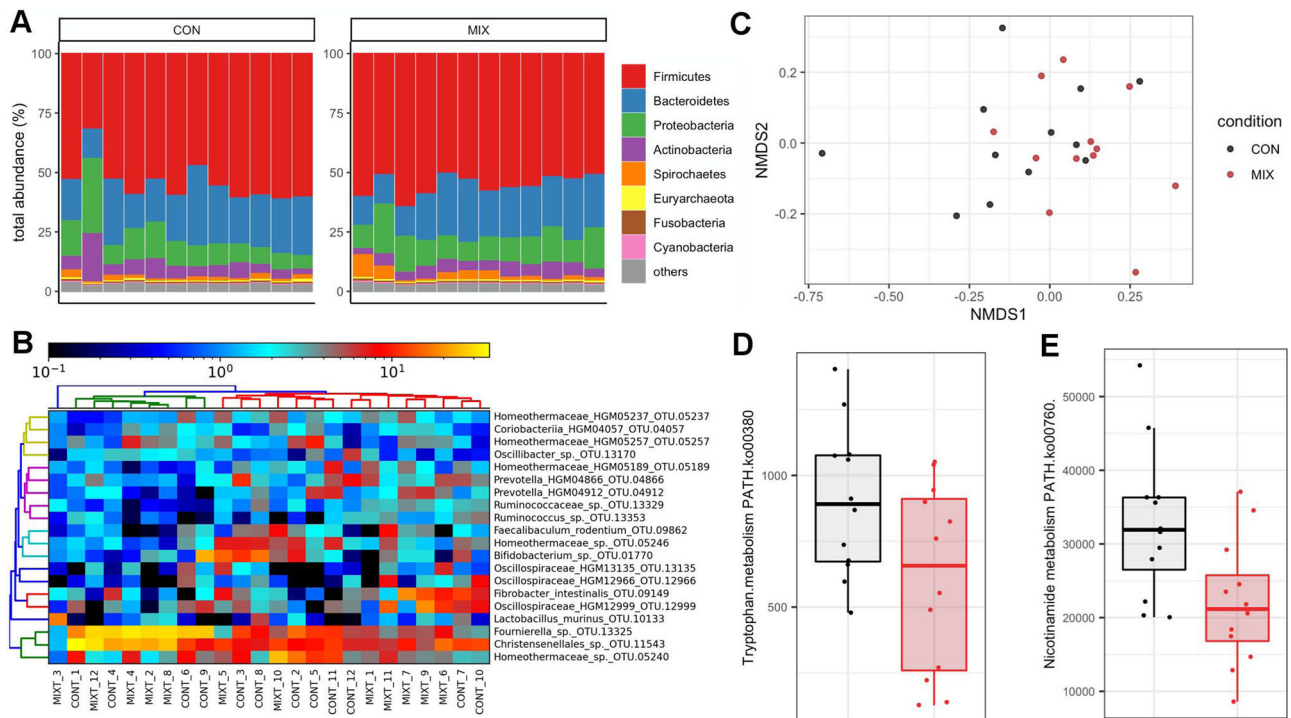 A
CON
MIX
total abundance (%)
100
75
50
25
0
100
75
50
25
0
Firmicutes
Bacteroidetes
Proteobacteria
Actinobacteria
Spirochaetes
Euryarchaeota
Fusobacteria
Cyanobacteria
others
C
NMDS2
0.2
0.0
-0.2
-0.75
-0.50
-0.25
0.00
0.25
NMDS1
condition
CON
MIX
B
10⁻¹
10⁰
10¹
Homeothermaceae_HGM05237_OTU.05237
Coriobacteriia_HGM04057_OTU.04057
Homeothermaceae_HGM05257_OTU.05257
Oscillibacter_sp._OTU.13170
Homeothermaceae_HGM05189_OTU.05189
Prevotella_HGM04866_OTU.04866
Prevotella_HGM04912_OTU.04912
Ruminococcaceae_sp._OTU.13329
Ruminococcus_sp._OTU.13353
Faecalibaculum_rodentium_OTU.09862
Homeothermaceae_sp._OTU.05246
Bifidobacterium_sp._OTU.01770
Oscillospiraceae_HGM13135_OTU.13135
Oscillospiraceae_HGM12966_OTU.12966
Fibrobacter_intestinalis_OTU.09149
Oscillospiraceae_HGM12999_OTU.12999
Lactobacillus_murinus_OTU.10133
Fournierella_sp._OTU.13325
Christensenellales_sp._OTU.11543
Homeothermaceae_sp._OTU.05240
MIXT_3
CONT_1
MIXT_12
CONT_4
MIXT_4
MIXT_2
MIXT_8
CONT_6
CONT_9
MIXT_5
CONT_3
CONT_8
MIXT_10
CONT_2
CONT_5
CONT_11
CONT_12
MIXT_1
MIXT_11
MIXT_7
MIXT_9
MIXT_6
CONT_7
CONT_10
D
Tryptophan.metabolism PATH.ko00380
1000
500
E
Nicotinamide metabolism PATH.ko00760.
50000
40000
30000
20000
10000